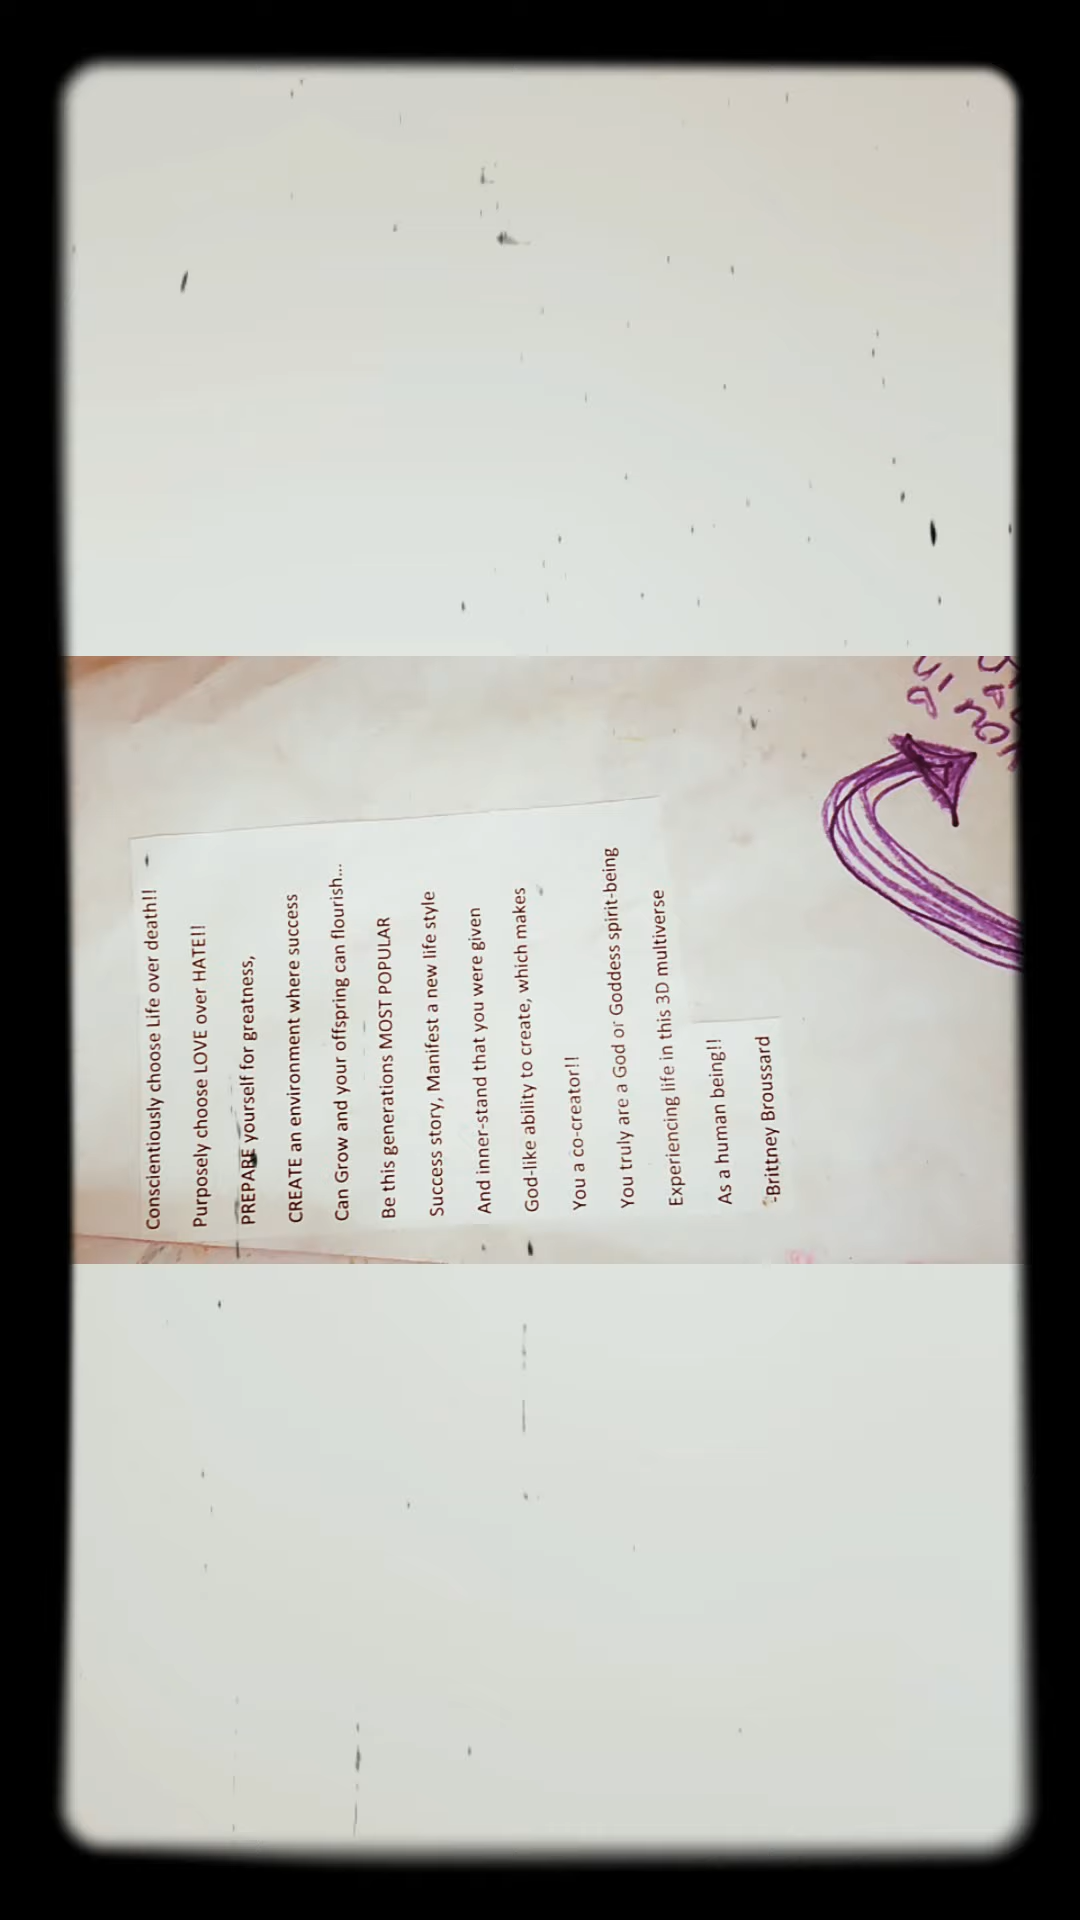 Conscientiously choose Life over death!!
Purposely choose LOVE over HATE!!
PREPARE yourself for greatness,
CREATE an environment where success
Can Grow and your offspring can flourish...
Be this generations MOST POPULAR
Success story, Manifest a new life style
And inner-stand that you were given
God-like ability to create, which makes
You a co-creator!!
You truly are a God or Goddess spirit-being
Experiencing life in this 3D multiverse
As a human being!!
-Brittney Broussard